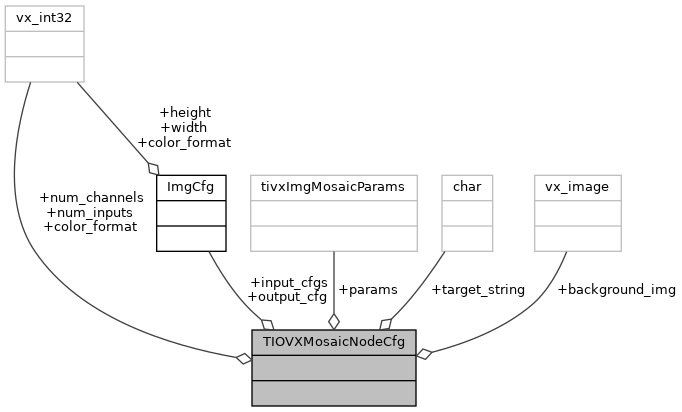 vx_int32
+height
+width
+color_format
ImgCfg
tivxImgMosaicParams
char
vx_image
+num_channels
+num_inputs
+color_format
+input_cfgs
+output_cfg
+params
+target_string
+background_img
TIOVXMosaicNodeCfg